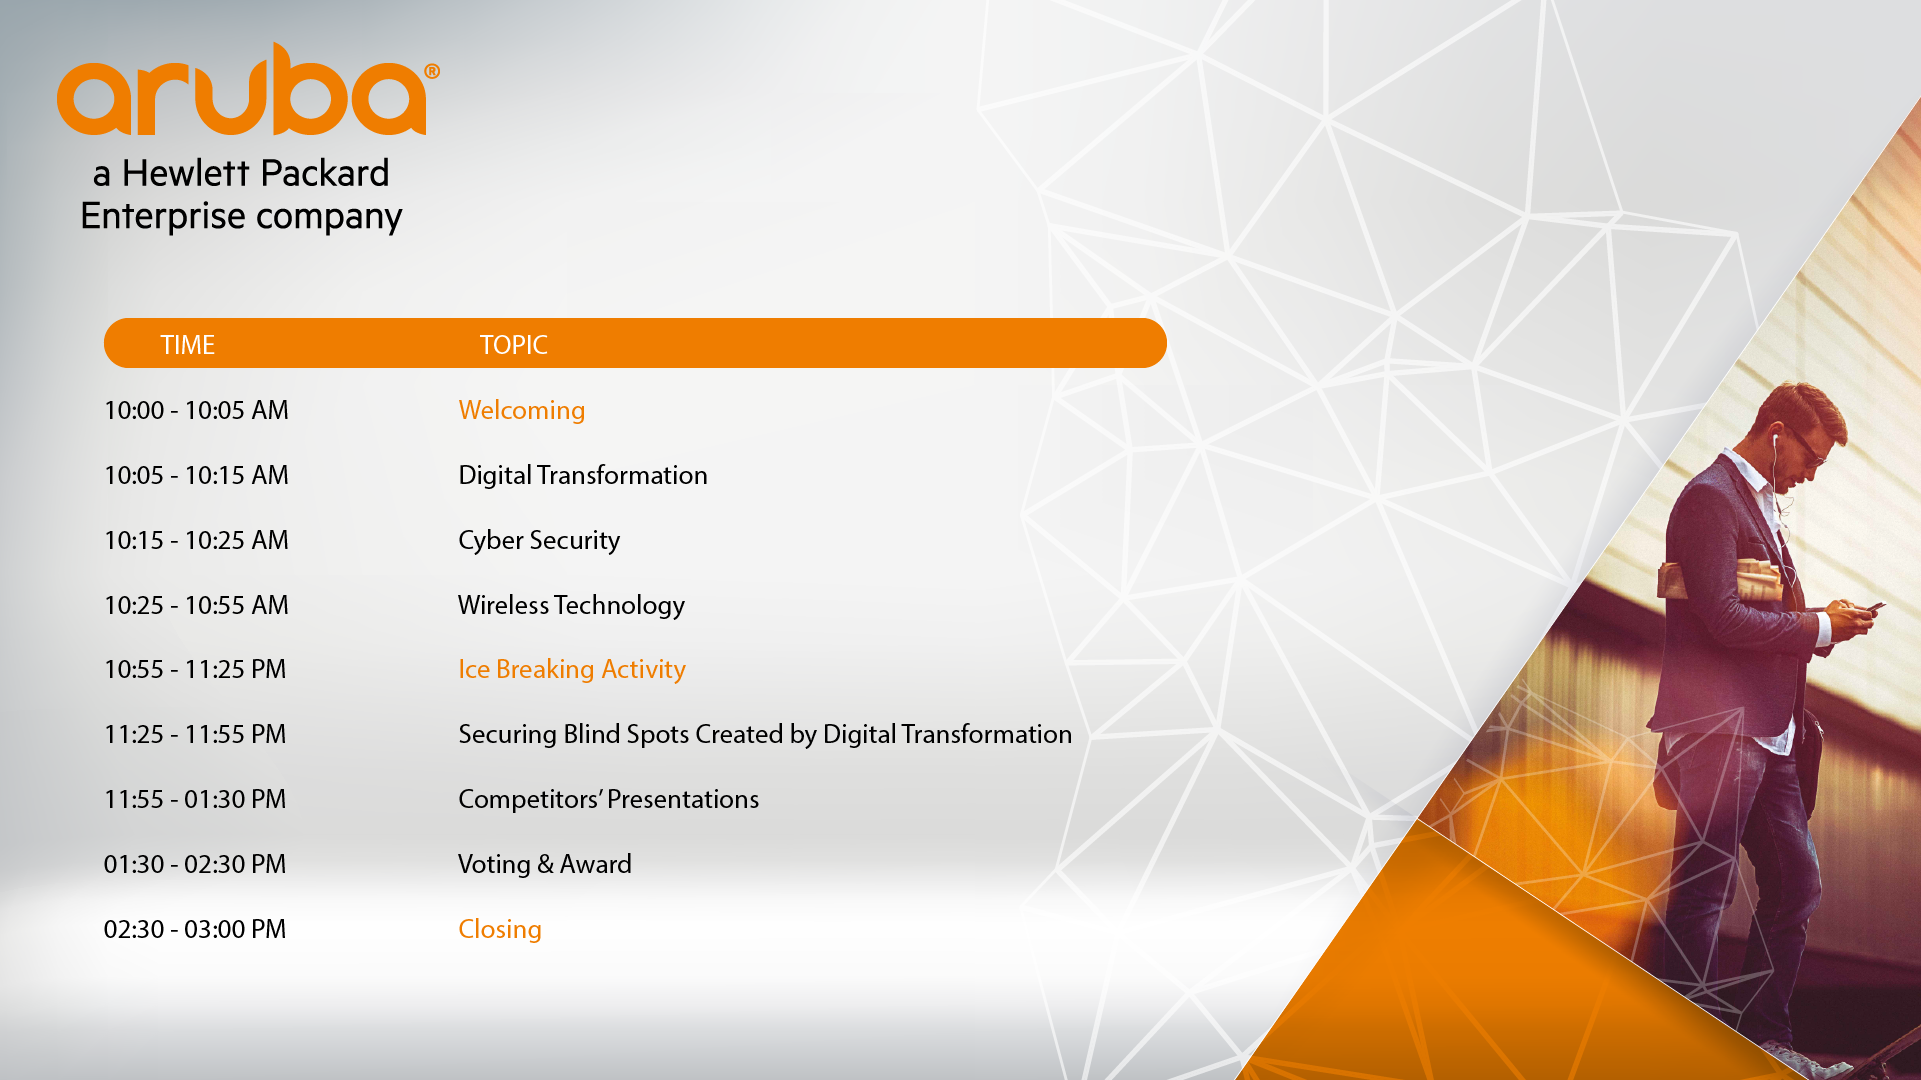 aruba®
a Hewlett Packard
Enterprise company
TIME TOPIC
10:00 - 10:05 AM Welcoming
10:05 - 10:15 AM Digital Transformation
10:15 - 10:25 AM Cyber Security
10:25 - 10:55 AM Wireless Technology
10:55 - 11:25 PM Ice Breaking Activity
11:25 - 11:55 PM Securing Blind Spots Created by Digital Transformation
11:55 - 01:30 PM Competitors’ Presentations
01:30 - 02:30 PM Voting & Award
02:30 - 03:00 PM Closing